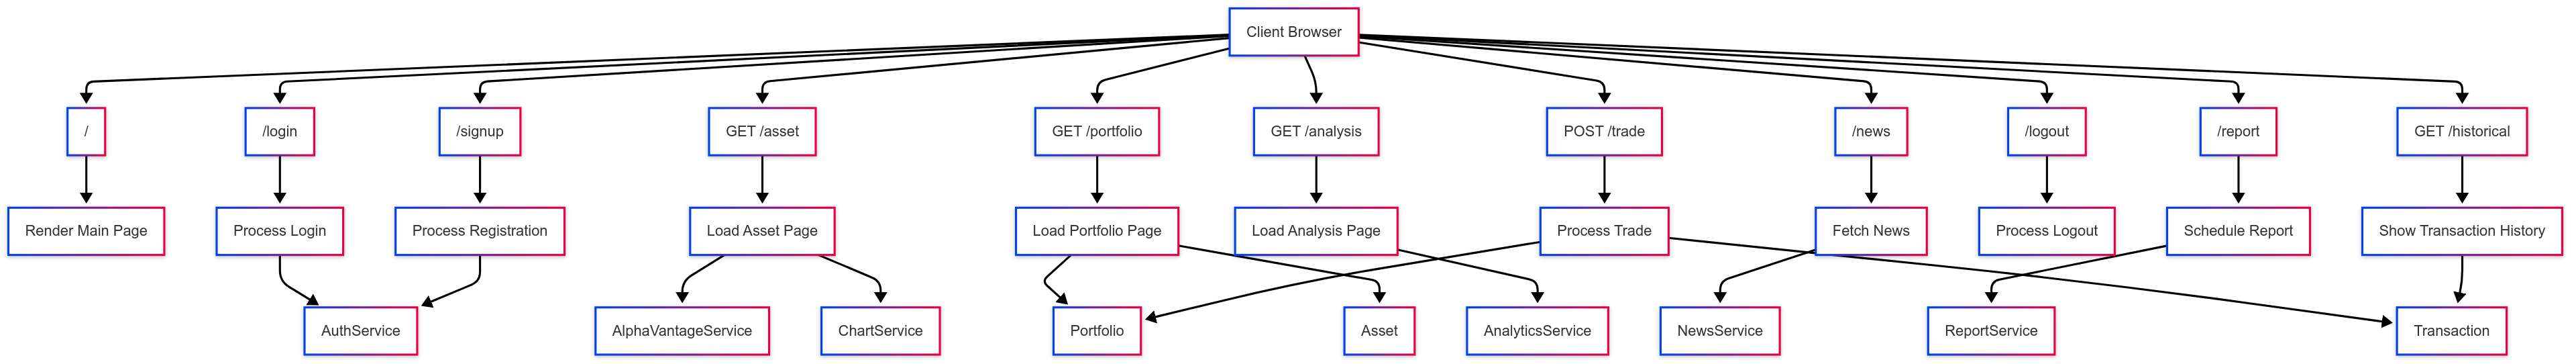 Client Browser
/
/login
/signup
GET /asset
GET /portfolio
GET /analysis
POST /trade
/news
/logout
/report
GET /historical
Render Main Page
Process Login
Process Registration
Load Asset Page
Load Portfolio Page
Load Analysis Page
Process Trade
Fetch News
Process Logout
Schedule Report
Show Transaction History
AuthService
AlphaVantageService
ChartService
Portfolio
Asset
AnalyticsService
NewsService
ReportService
Transaction